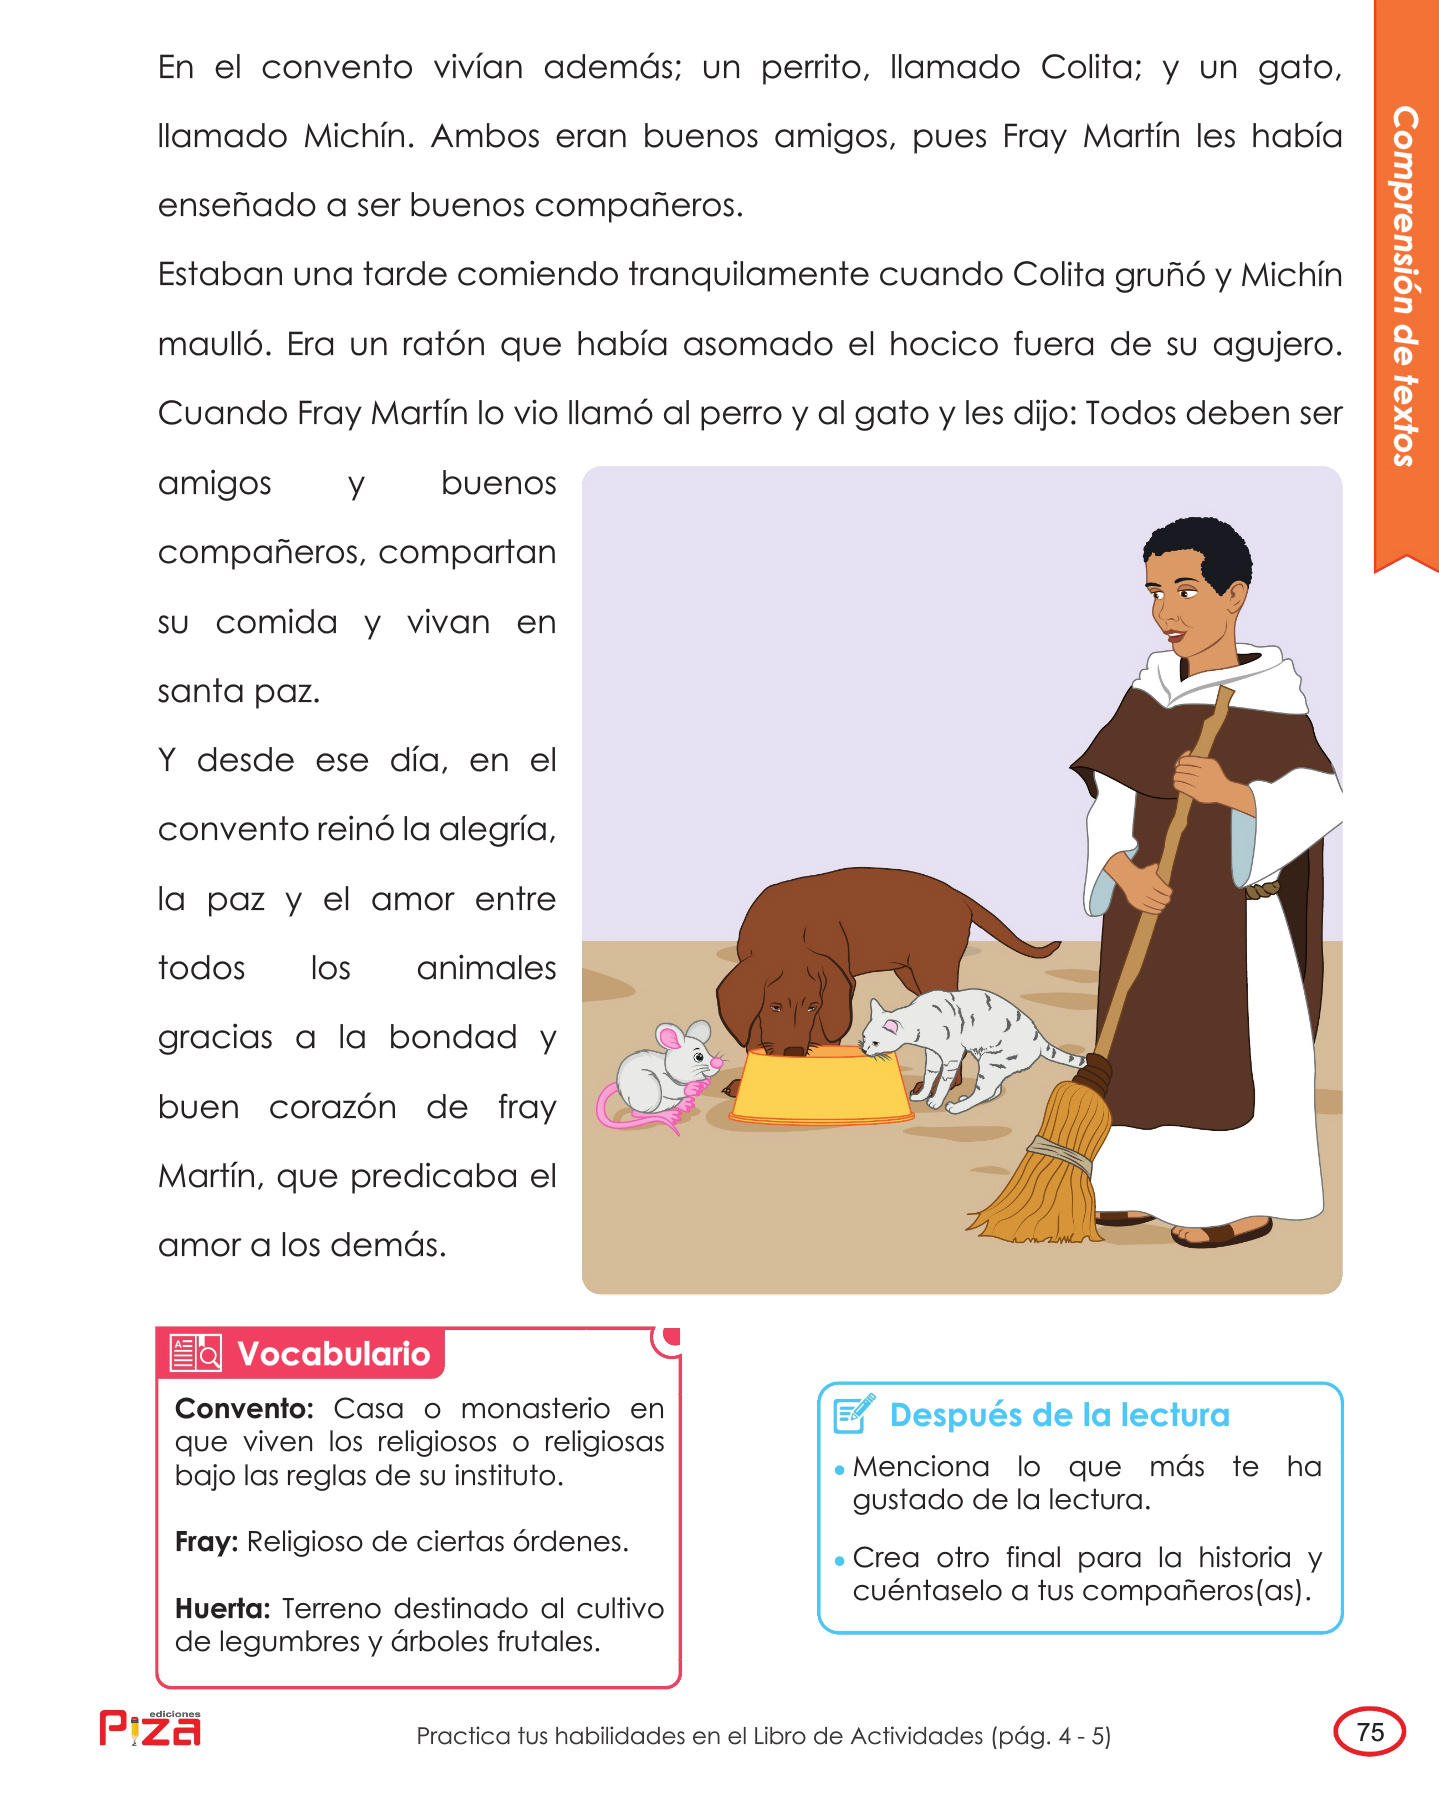 En el convento vivían además; un perrito, llamado Colita; y un gato,
llamado Michín. Ambos eran buenos amigos, pues Fray Martín les había
enseñado a ser buenos compañeros.
Estaban una tarde comiendo tranquilamente cuando Colita gruñó y Michín
maulló. Era un ratón que había asomado el hocico fuera de su agujero.
Cuando Fray Martín lo vio llamó al perro y al gato y les dijo: Todos deben ser
amigos y buenos
compañeros, compartan
su comida y vivan en
santa paz.
Y desde ese día, en el
convento reinó la alegría,
la paz y el amor entre
todos los animales
gracias a la bondad y
buen corazón de fray
Martín, que predicaba el
amor a los demás.
Comprensión de textos
Vocabulario
Convento: Casa o monasterio en
que viven los religiosos o religiosas
bajo las reglas de su instituto.
Fray: Religioso de ciertas órdenes.
Huerta: Terreno destinado al cultivo
de legumbres y árboles frutales.
Después de la lectura
• Menciona lo que más te ha
gustado de la lectura.
• Crea otro final para la historia y
cuéntaselo a tus compañeros(as).
ediciones
Piza
Practica tus habilidades en el Libro de Actividades (pág. 4 - 5)
75